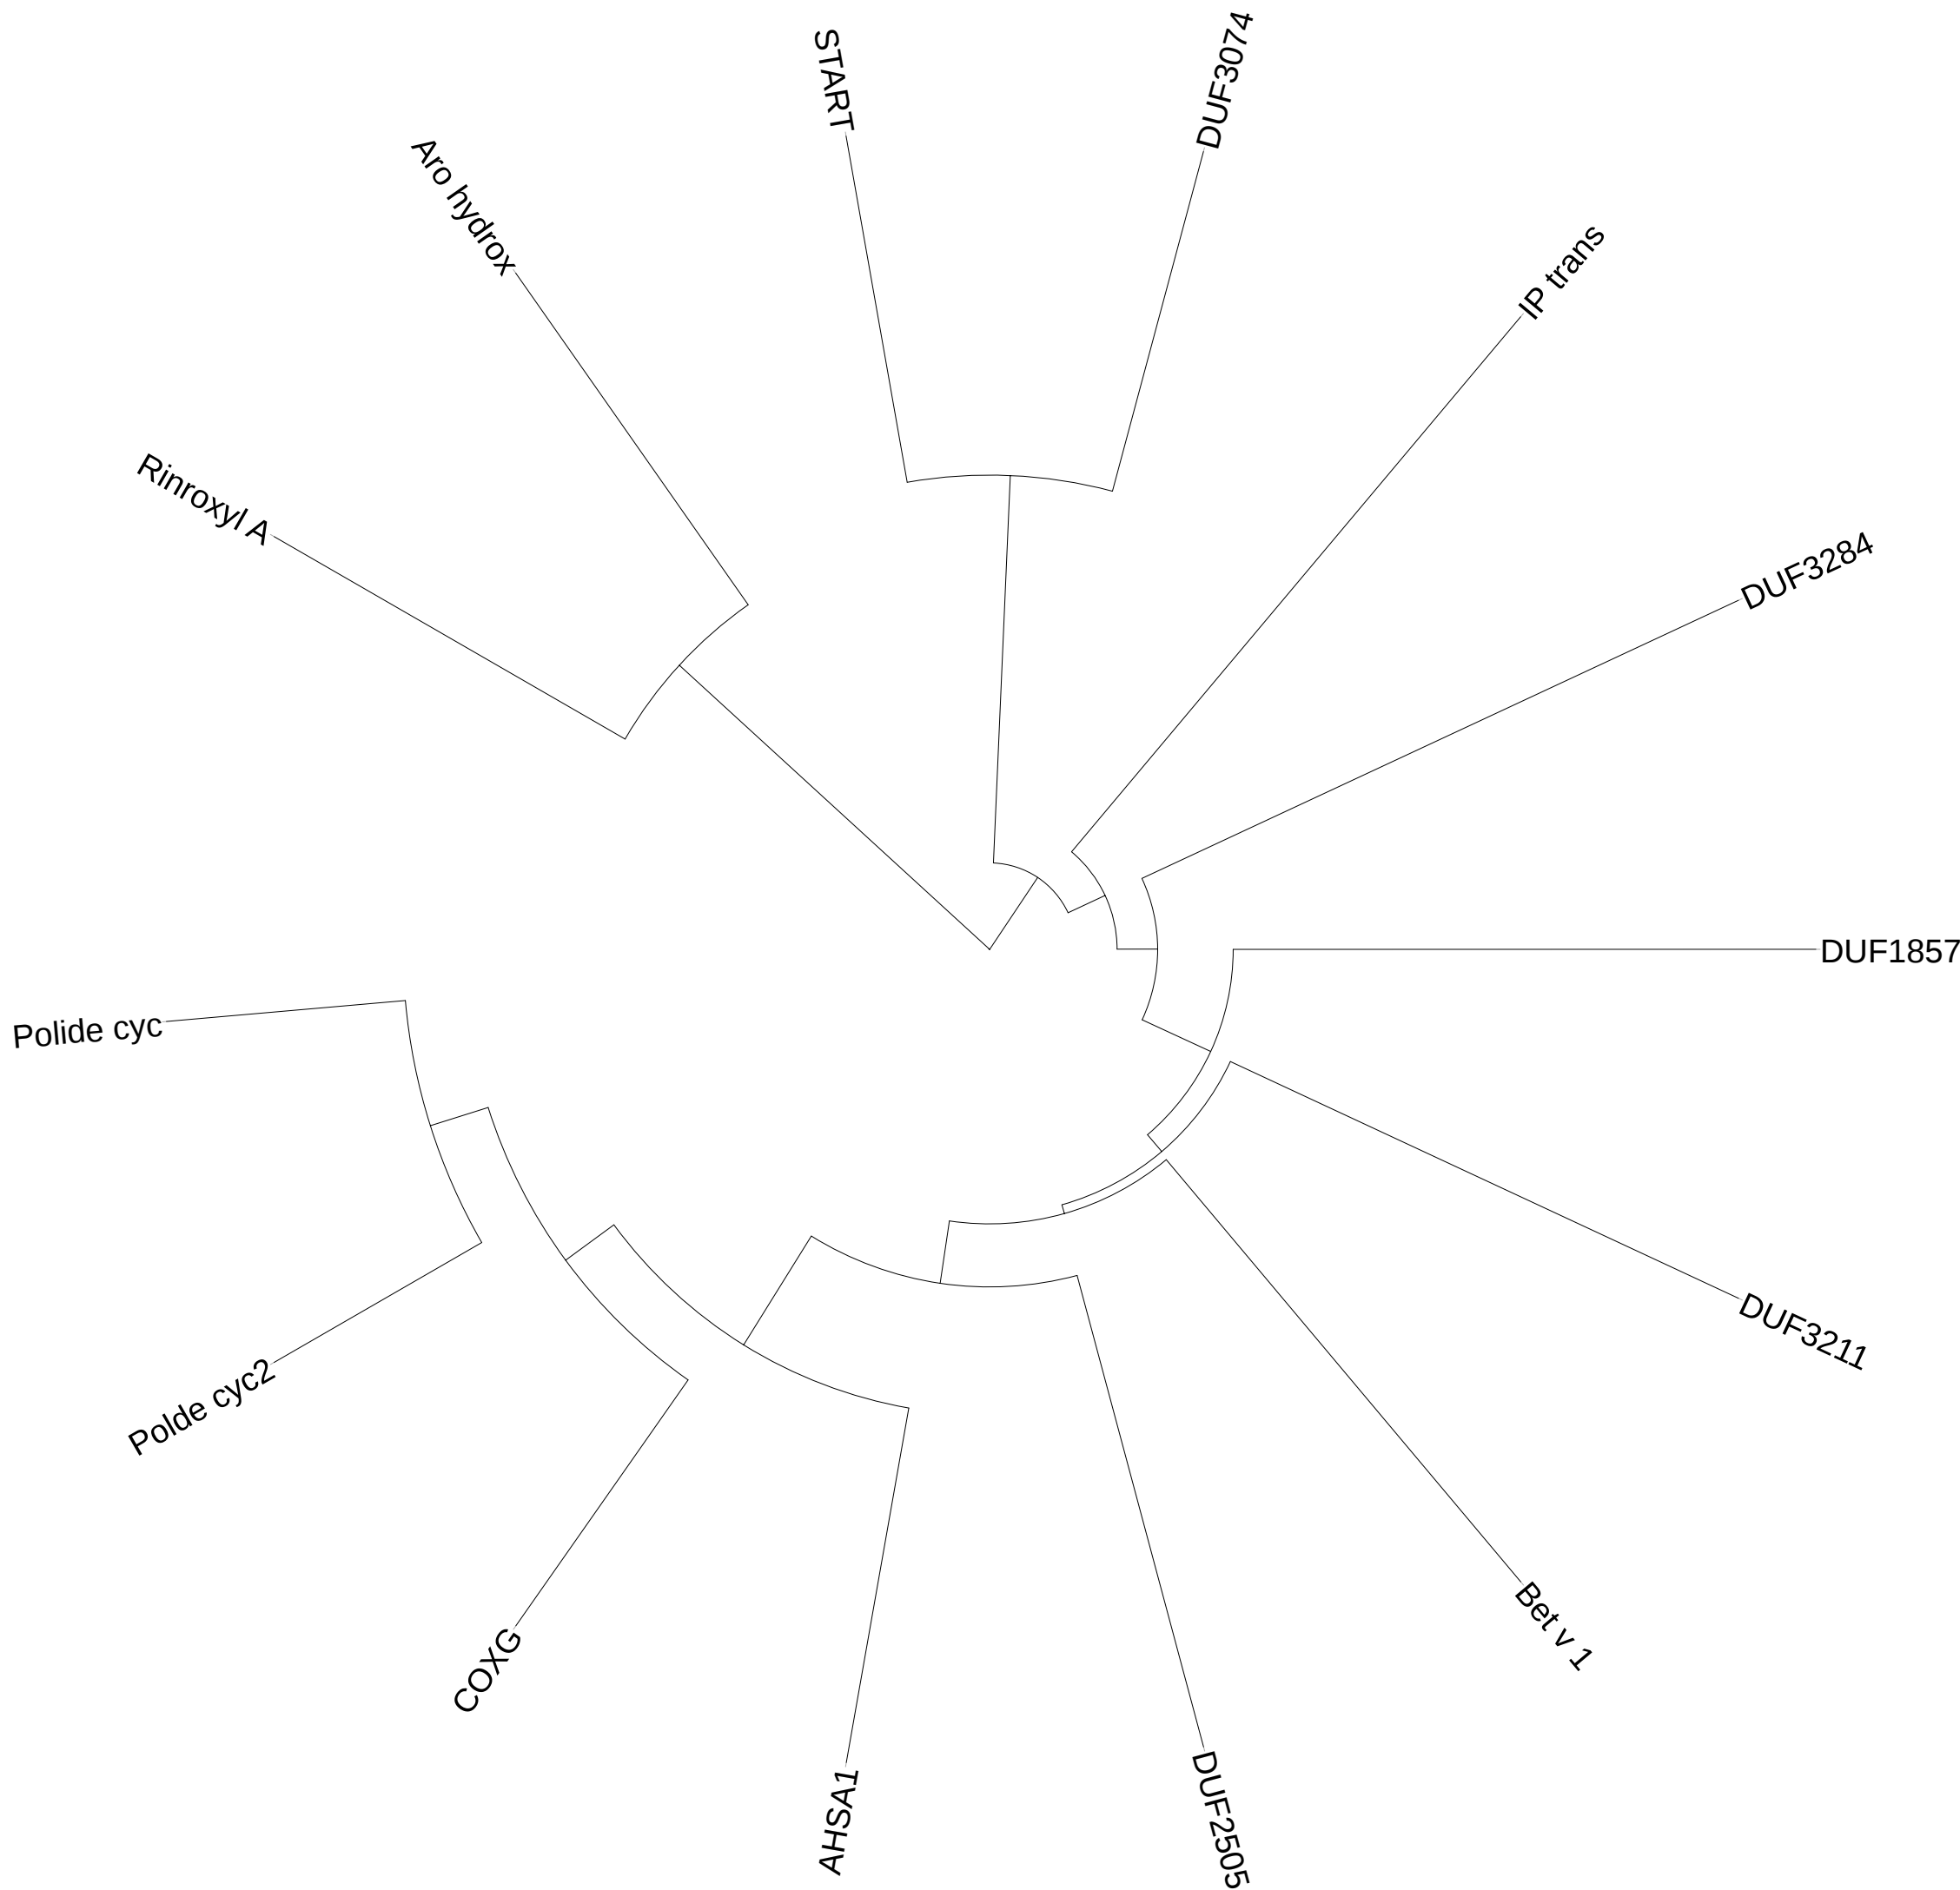 START
DUF3074
Aro hydrox
IP trans
Rinroxyl A
DUF3284
DUF1857
Polide cyc
DUF3211
Polde cyc2
Bet v 1
COXG
AHSA1
DUF2505